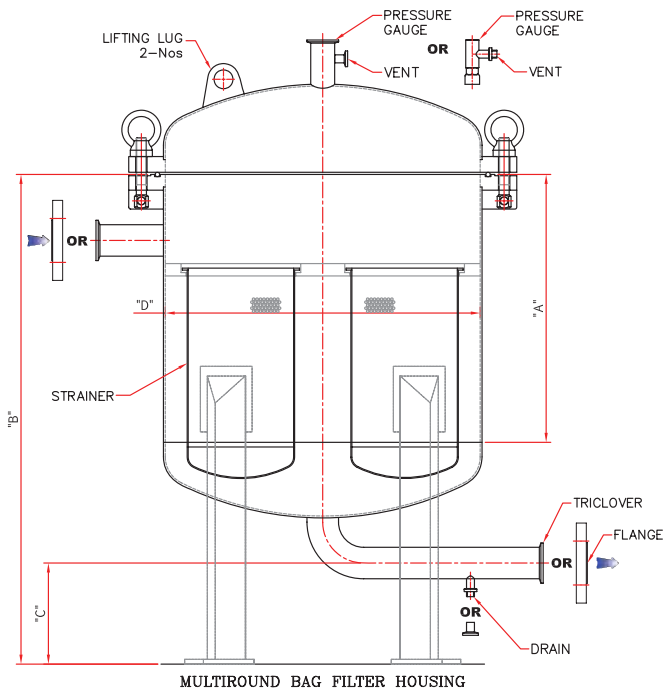 PRESSURE
GAUGE
VENT
OR
PRESSURE
GAUGE
VENT
LIFTING LUG
2-Nos
OR
"D"
"A"
STRAINER
"B"
TRICLOVER
FLANGE
OR
"C"
OR
DRAIN
MULTIROUND BAG FILTER HOUSING